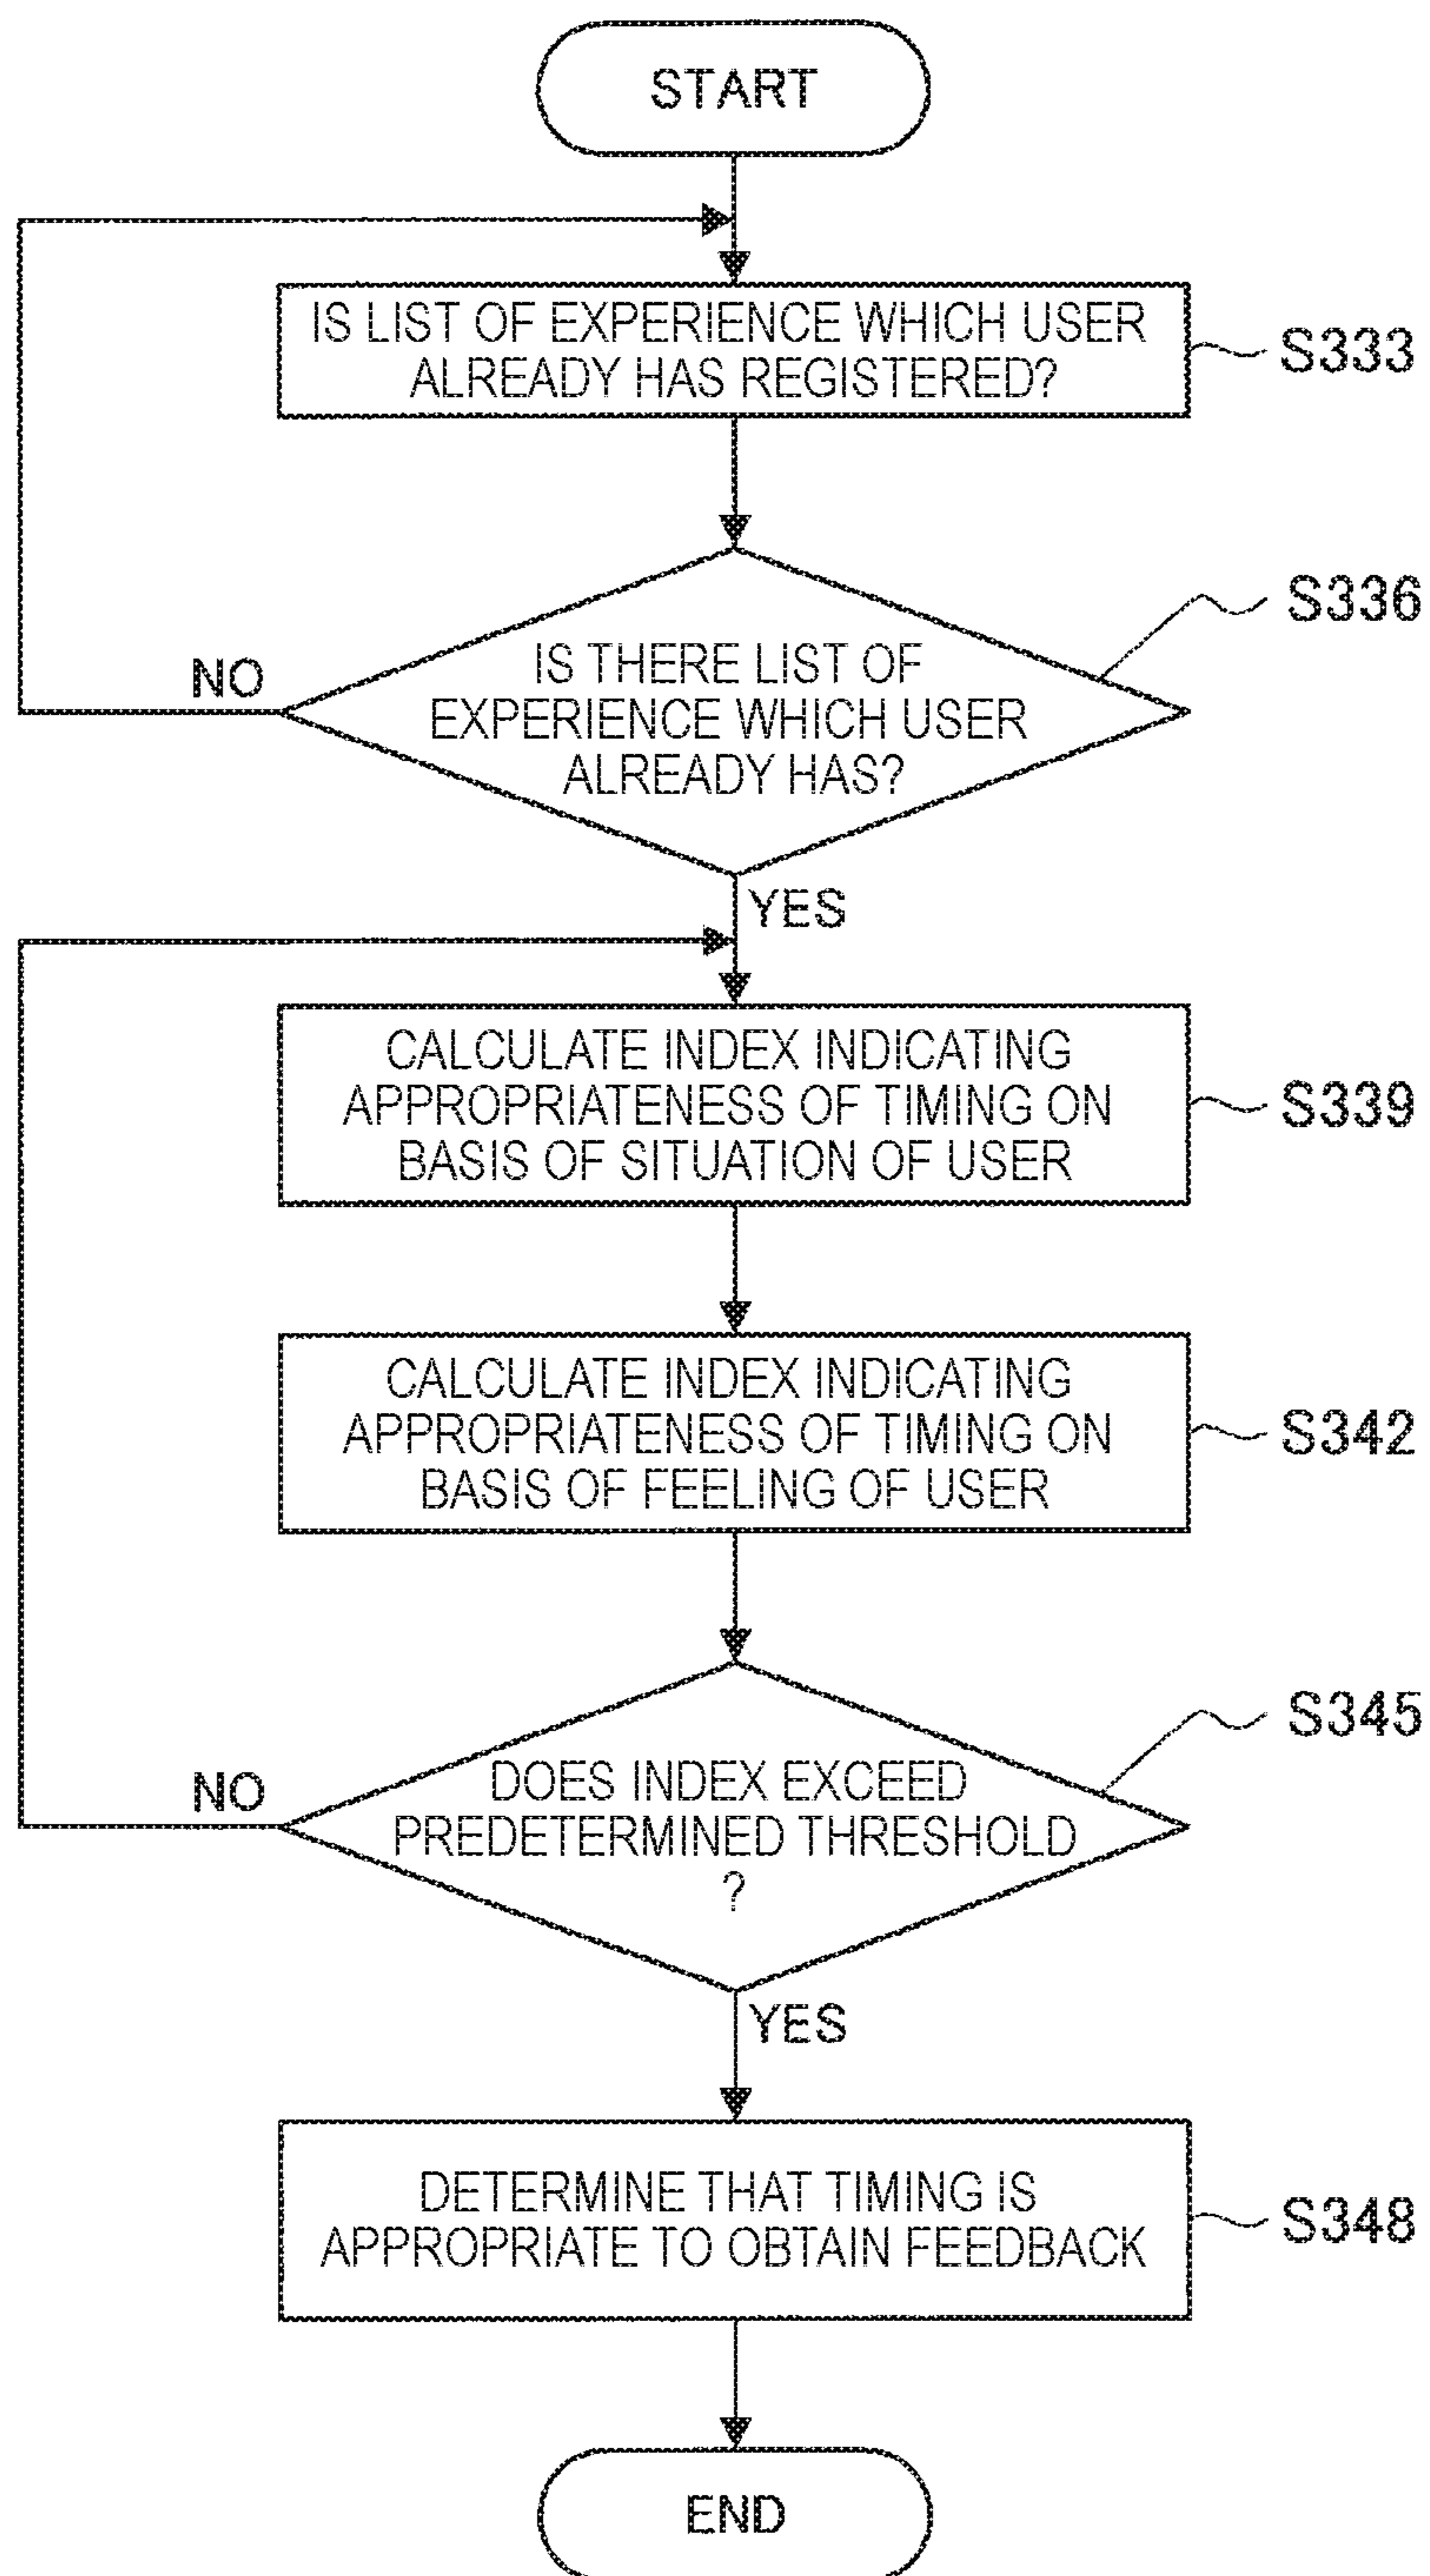 START
IS LIST OF EXPERIENCE WHICH USER
ALREADY HAS REGISTERED?
S333
S336
IS THERE LIST OF
EXPERIENCE WHICH USER
ALREADY HAS?
NO
YES
CALCULATE INDEX INDICATING
APPROPRIATENESS OF TIMING ON
BASIS OF SITUATION OF USER
S339
CALCULATE INDEX INDICATING
APPROPRIATENESS OF TIMING ON
BASIS OF FEELING OF USER
S342
S345
DOES INDEX EXCEED
PREDETERMINED THRESHOLD
?
NO
YES
DETERMINE THAT TIMING IS
APPROPRIATE TO OBTAIN FEEDBACK
S348
END